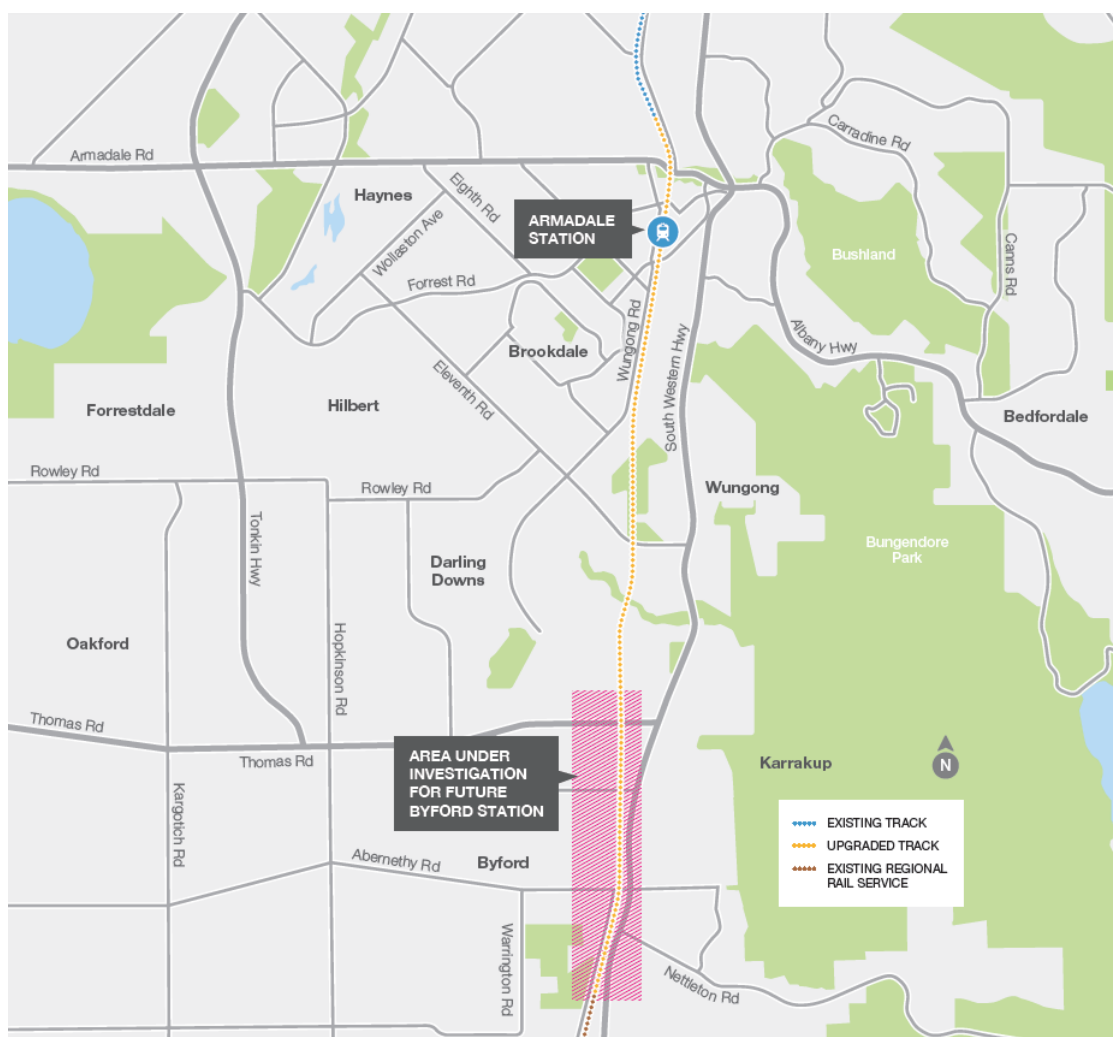 Armadale Rd
Haynes
Eighth Rd
Carradine Rd
Wollaston Ave
ARMADALE
STATION
Bushland
Canns Rd
Forrest Rd
Wungong Rd
Albany Hwy
Brookdale
Eleventh Rd
South Western Hwy
Forrestdale
Hilbert
Bedfordale
Rowley Rd
Rowley Rd
Wungong
Tonkin Hwy
Bungendore
Park
Darling
Downs
Oakford
Hopkinson Rd
Thomas Rd
Thomas Rd
AREA UNDER
INVESTIGATION
FOR FUTURE
BYFORD STATION
Karrakup
N
Kargotich Rd
EXISTING TRACK
UPGRADED TRACK
EXISTING REGIONAL
RAIL SERVICE
Abernethy Rd
Byford
Warrington Rd
Nettleton Rd